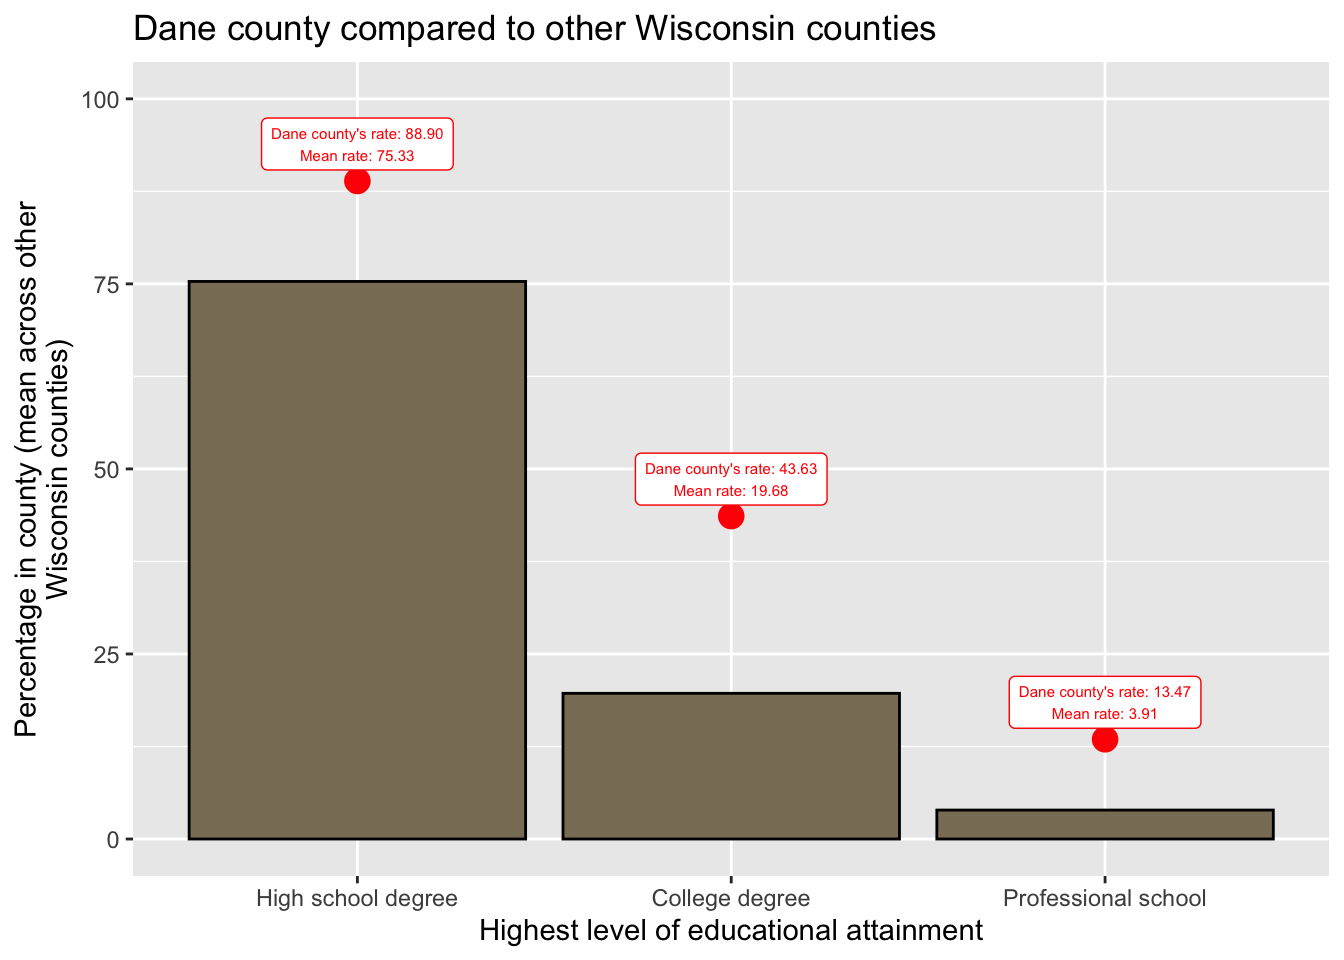 Dane county compared to other Wisconsin counties
Percentage in county (mean across other
Wisconsin counties)
100
75
50
25
0
Dane county's rate: 88.90
Mean rate: 75.33
Dane county's rate: 43.63
Mean rate: 19.68
Dane county's rate: 13.47
Mean rate: 3.91
High school degree
College degree
Professional school
Highest level of educational attainment